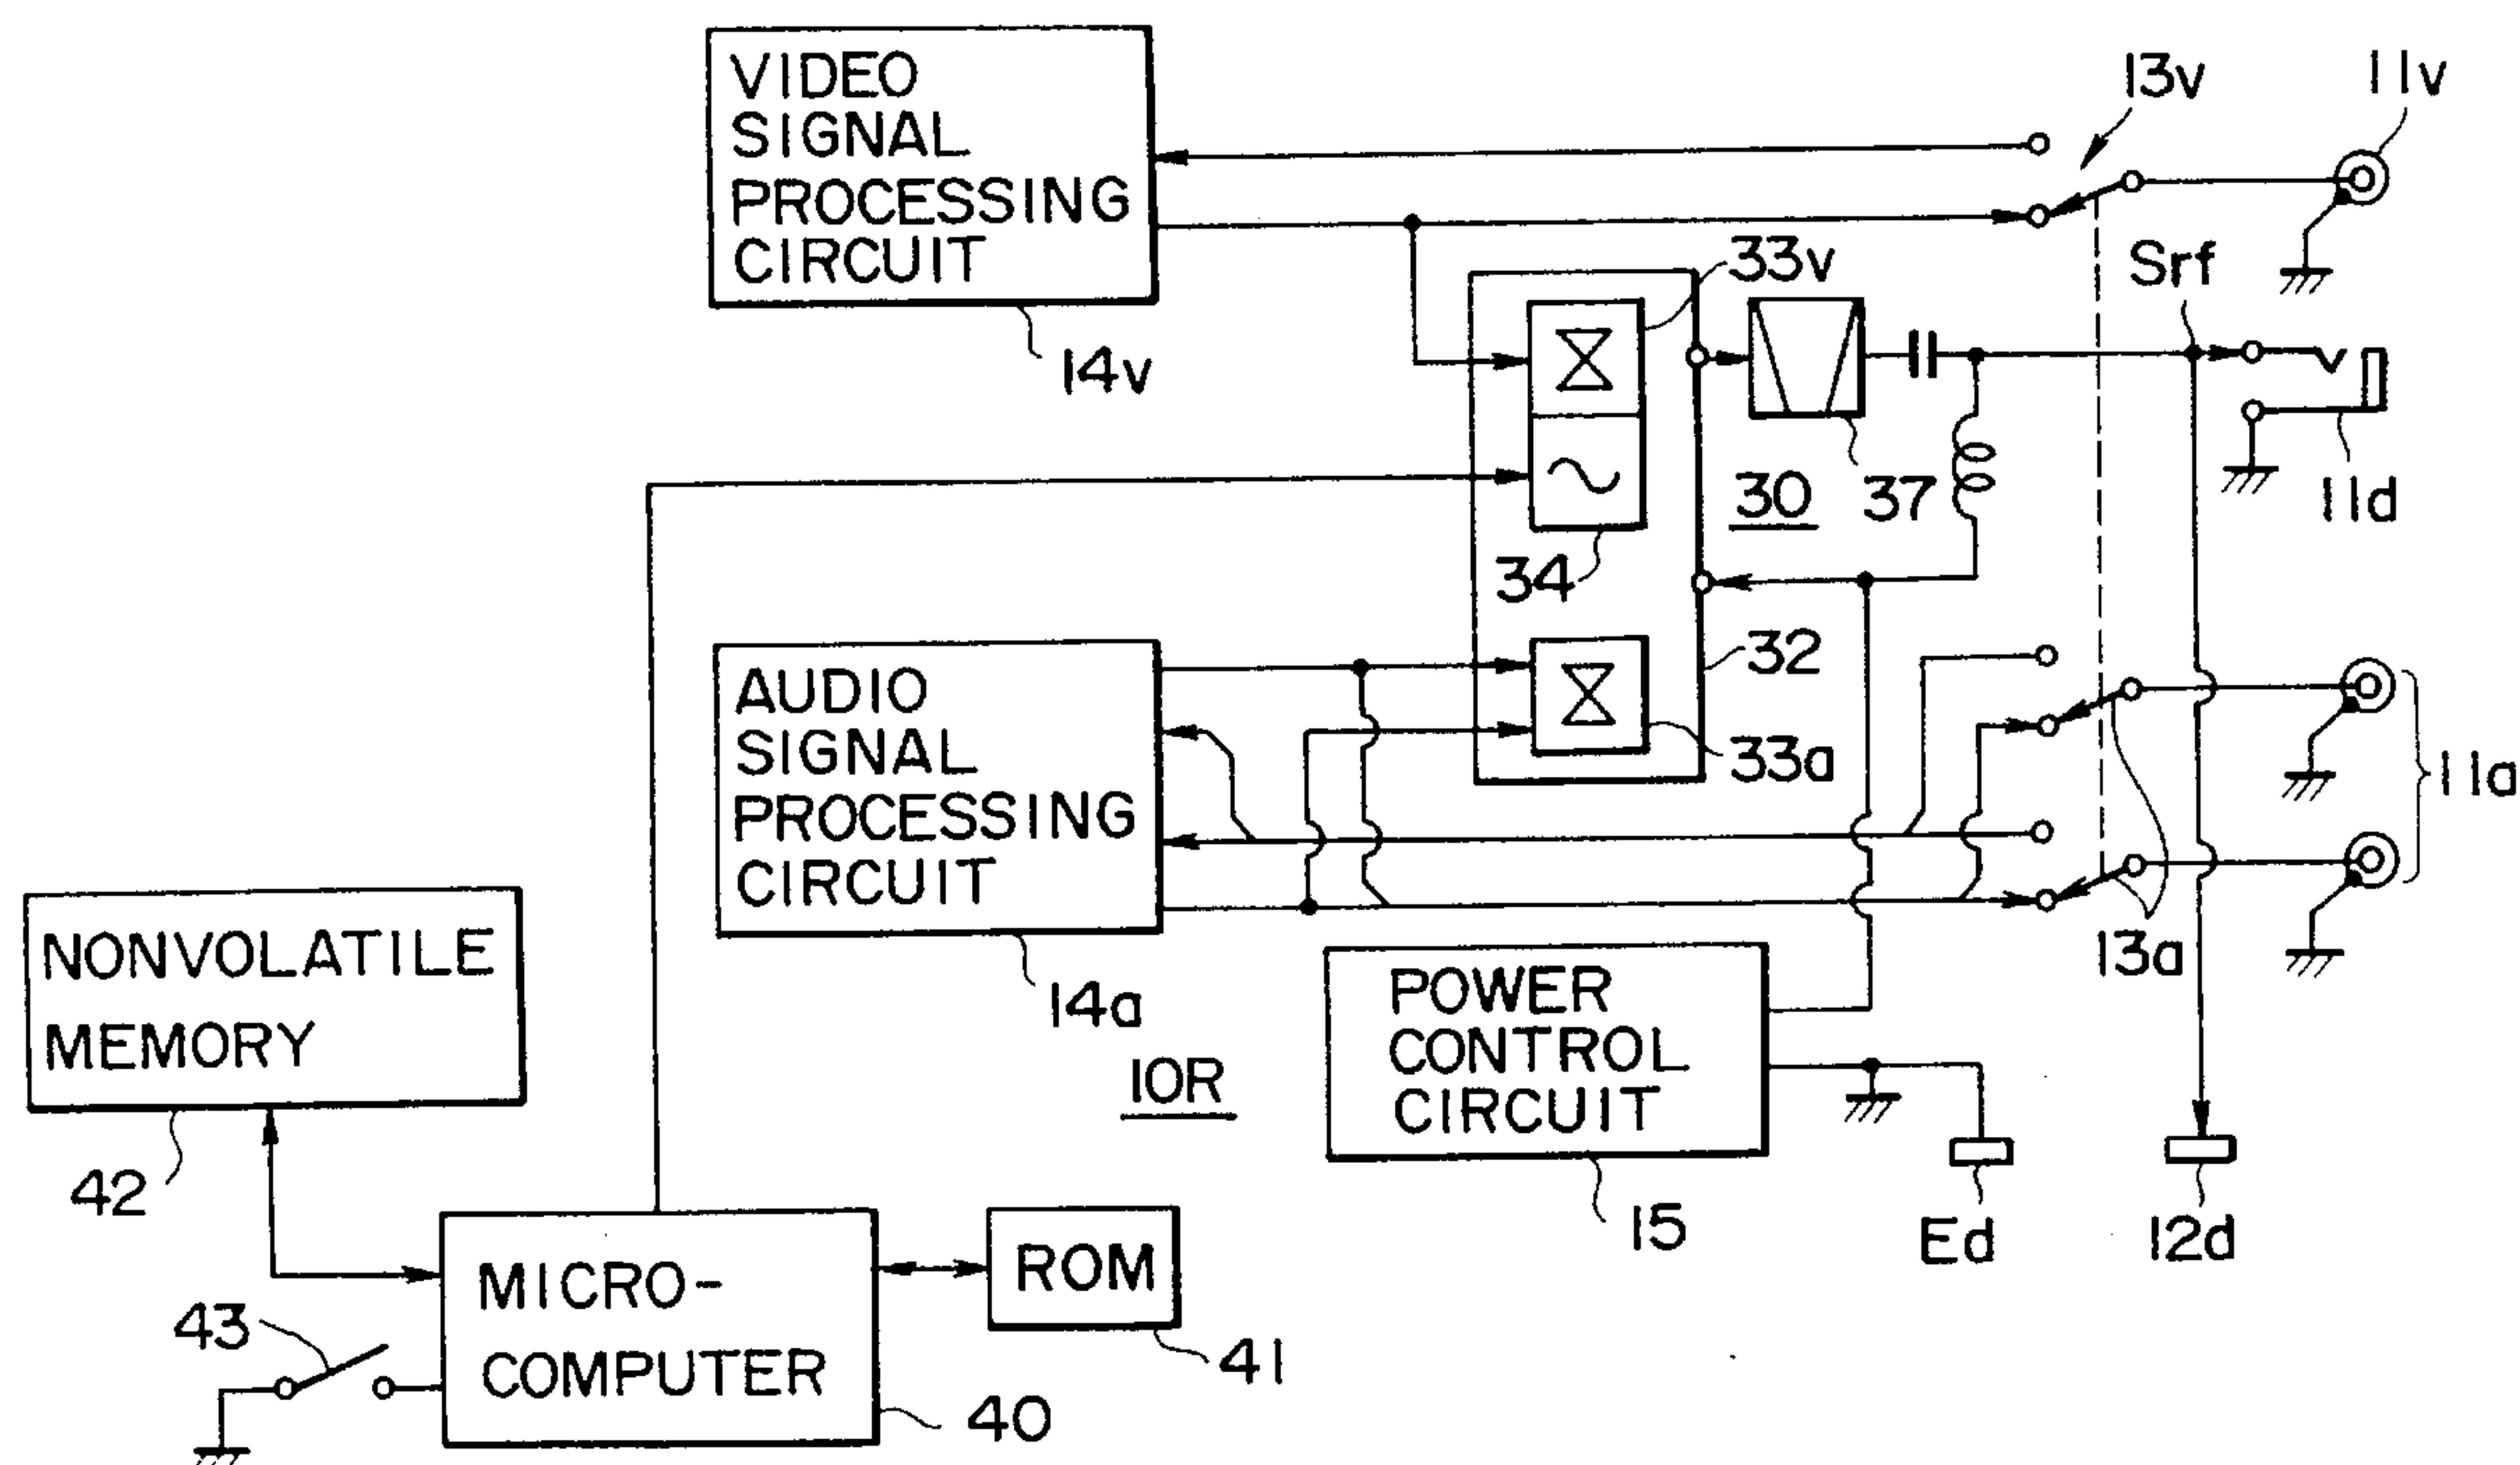 VIDEO
SIGNAL
PROCESSING
CIRCUIT
14v
13v
11v
Srf
33v
30
37
11d
34
32
33a
AUDIO
SIGNAL
PROCESSING
CIRCUIT
14a
11a
13a
NONVOLATILE
MEMORY
42
10R
POWER
CONTROL
CIRCUIT
15
Ed
12d
MICRO-
COMPUTER
40
ROM
41
43